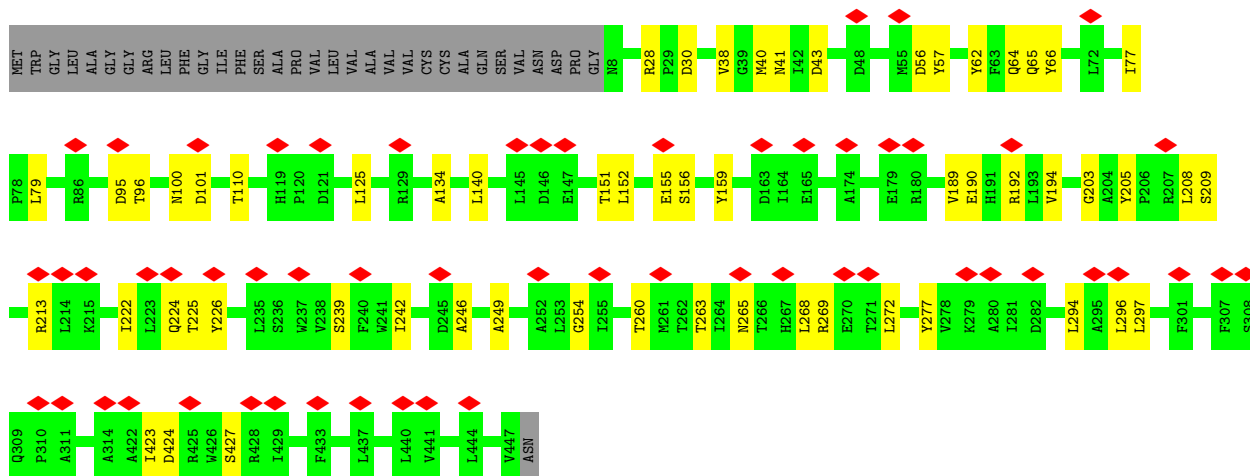 MET TRP GLY LEU ALA GLY GLY ARG LEU PHE GLY ILE PHE SER ALA PRO VAL LEU VAL ALA VAL VAL CYS CYS ALA GLN SER VAL ASN ASP PRO GLY N8 R28 P29 D30 V38 G39 M40 N41 I42 D43 D48 M55 D56 Y57 Y62 F63 Q64 Q65 Y66 L72 I77
P78 L79 R86 D95 T96 N100 D101 T110 H119 P120 D121 L125 R129 A134 L140 L145 D146 E147 T151 L152 E155 S156 Y159 D163 I164 E165 A174 E179 R180 V189 E190 H191 R192 L193 V194 G203 A204 Y205 P206 R207 L208 S209
R213 L214 K215 I222 L223 Q224 T225 Y226 L235 S236 W237 V238 S239 F240 W241 I242 D245 A246 A249 A252 L253 G254 I255 T260 M261 T262 T263 I264 N265 T266 H267 L268 R269 E270 T271 L272 Y277 V278 K279 A280 I281 D282 L294 A295 L296 L297 F301 F307 S308
Q309 P310 A311 A314 A422 I423 D424 R425 W426 S427 R428 I429 F433 L437 L440 V441 L444 V447 ASN